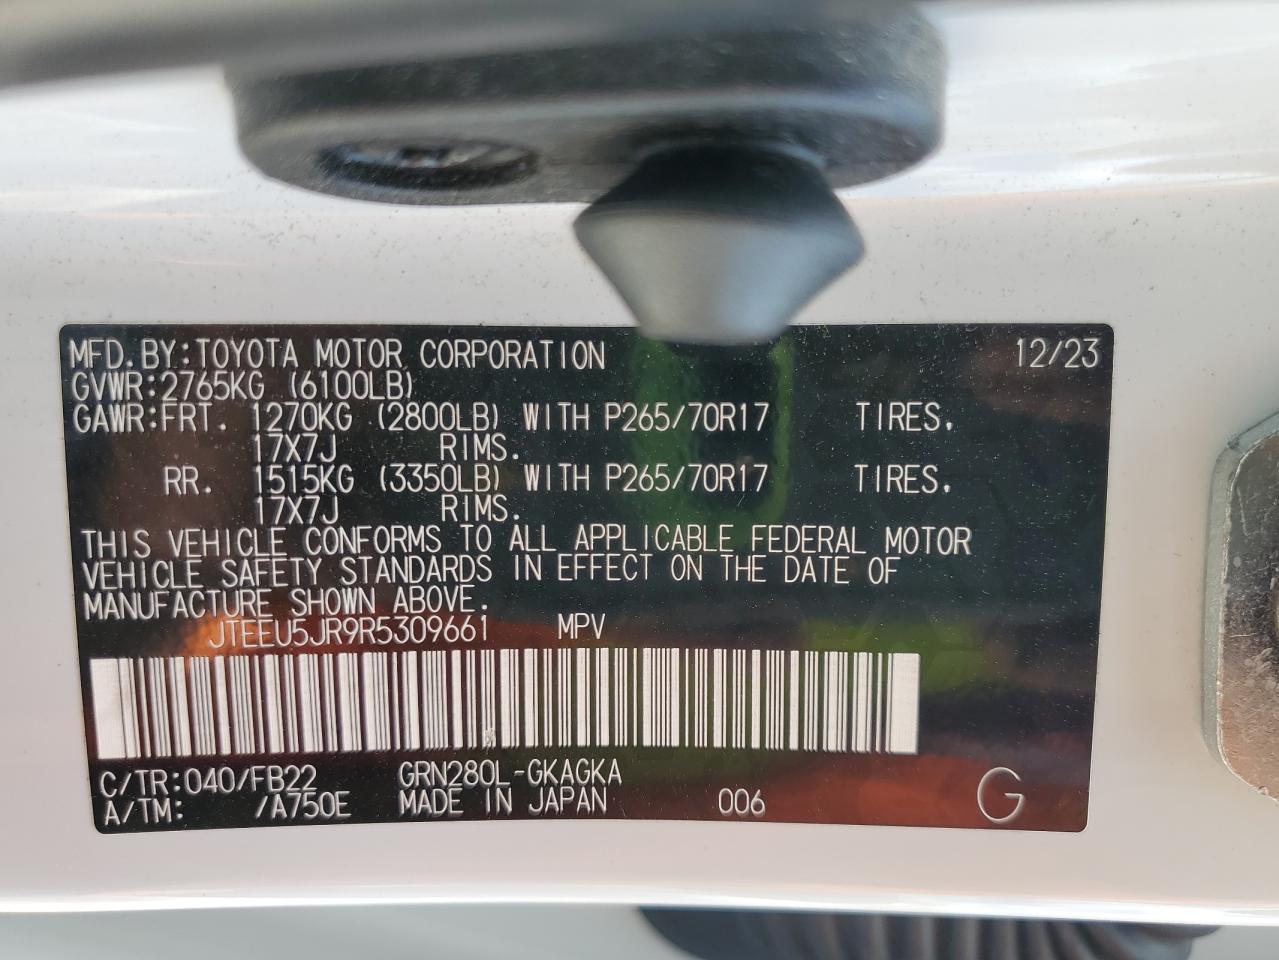 MFD.BY:TOYOTA MOTOR CORPORATION 12/23
GVWR:2765KG (6100LB)
GAWR:FRT. 1270KG (2800LB) WITH P265/70R17 TIRES.
17X7J RIMS.
RR. 1515KG (3350LB) WITH P265/70R17 TIRES.
17X7J RIMS.
THIS VEHICLE CONFORMS TO ALL APPLICABLE FEDERAL MOTOR
VEHICLE SAFETY STANDARDS IN EFFECT ON THE DATE OF
MANUFACTURE SHOWN ABOVE.
JTEEU5JR9R5309661 MPV
C/TR:040/FB22 GRN280L-GKAGKA
A/TM: /A750E MADE IN JAPAN 006 G